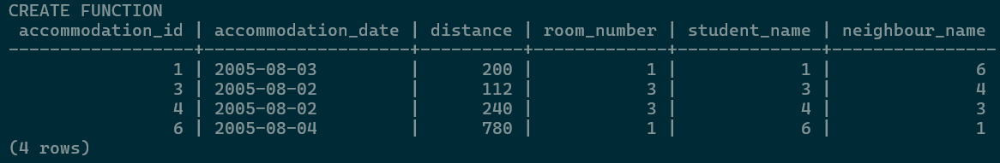 CREATE FUNCTION
 accommodation_id | accommodation_date | distance | room_number | student_name | neighbour_name
------------------+--------------------+----------+-------------+--------------+----------------
                1 | 2005-08-03         |      200 |           1 |            1 |              6
                3 | 2005-08-02         |      112 |           3 |            3 |              4
                4 | 2005-08-02         |      240 |           3 |            4 |              3
                6 | 2005-08-04         |      780 |           1 |            6 |              1
(4 rows)